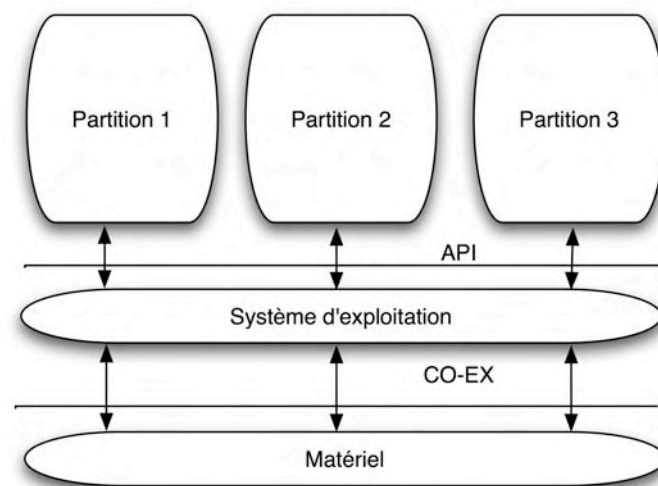 Partition 1
Partition 2
Partition 3
API
Système d'exploitation
CO-EX
Matériel